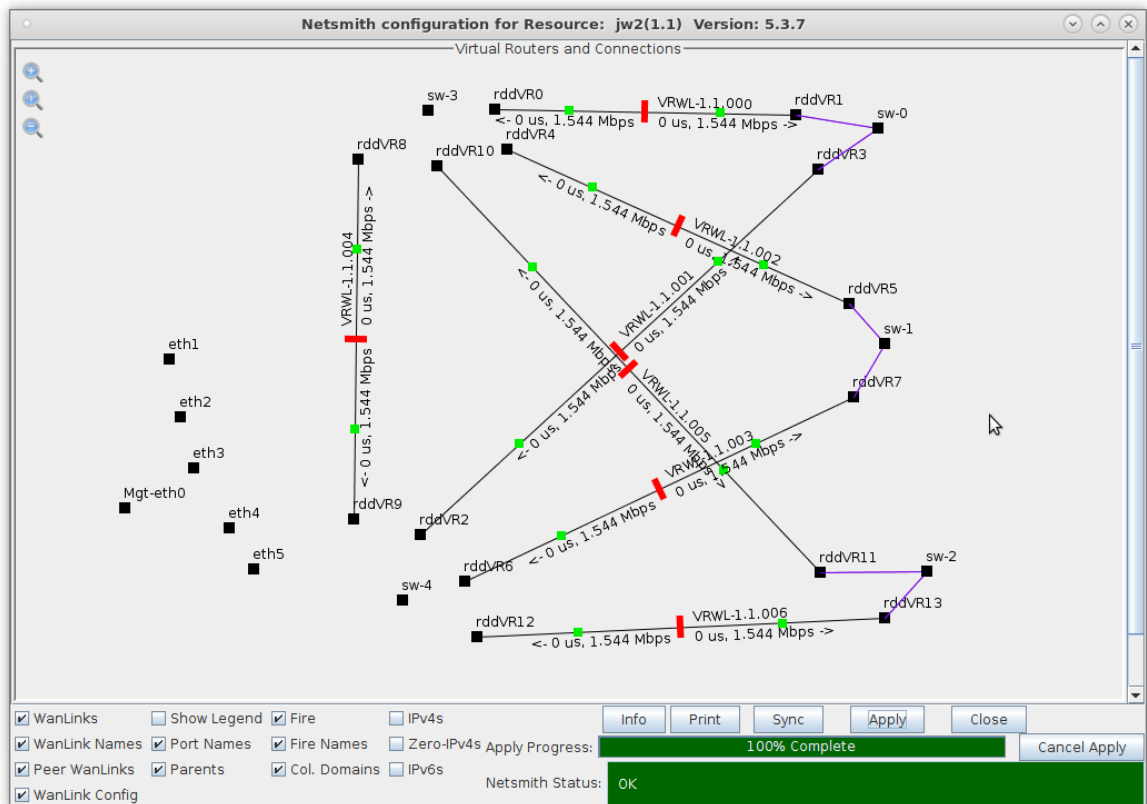 Netsmith configuration for Resource:  jw2(1.1)  Version: 5.3.7
Virtual Routers and Connections
sw-3
rddVR0
VRWL-1.1.000
rddVR1
sw-0
<- 0 us, 1.544 Mbps
0 us, 1.544 Mbps ->
rddVR8
rddVR10
rddVR4
rddVR3
<- 0 us, 1.544 Mbps
VRWL-1.1.002
0 us, 1.544 Mbps ->
VRWL-1.1.004
0 us, 1.544 Mbps ->
<- 0 us, 1.544 Mbps
<- 0 us, 1.544 Mbps
VRWL-1.1.001
0 us, 1.544 Mbps
rddVR5
sw-1
eth1
<- 0 us, 1.544 Mbps
VRWL-1.1.005
0 us, 1.544 Mbps
rddVR7
eth2
eth3
VRWL-1.1.003
0 us, 1.544 Mbps ->
<- 0 us, 1.544 Mbps
Mgt-eth0
eth4
rddVR9
rddVR2
eth5
rddVR6
rddVR11
sw-2
sw-4
rddVR12
VRWL-1.1.006
rddVR13
<- 0 us, 1.544 Mbps
0 us, 1.544 Mbps ->
WanLinks
Show Legend
Fire
IPv4s
Info
Print
Sync
Apply
Close
WanLink Names
Port Names
Fire Names
Zero-IPv4s
Apply Progress:
100% Complete
Cancel Apply
Peer WanLinks
Parents
Col. Domains
IPv6s
Netsmith Status:
OK
WanLink Config